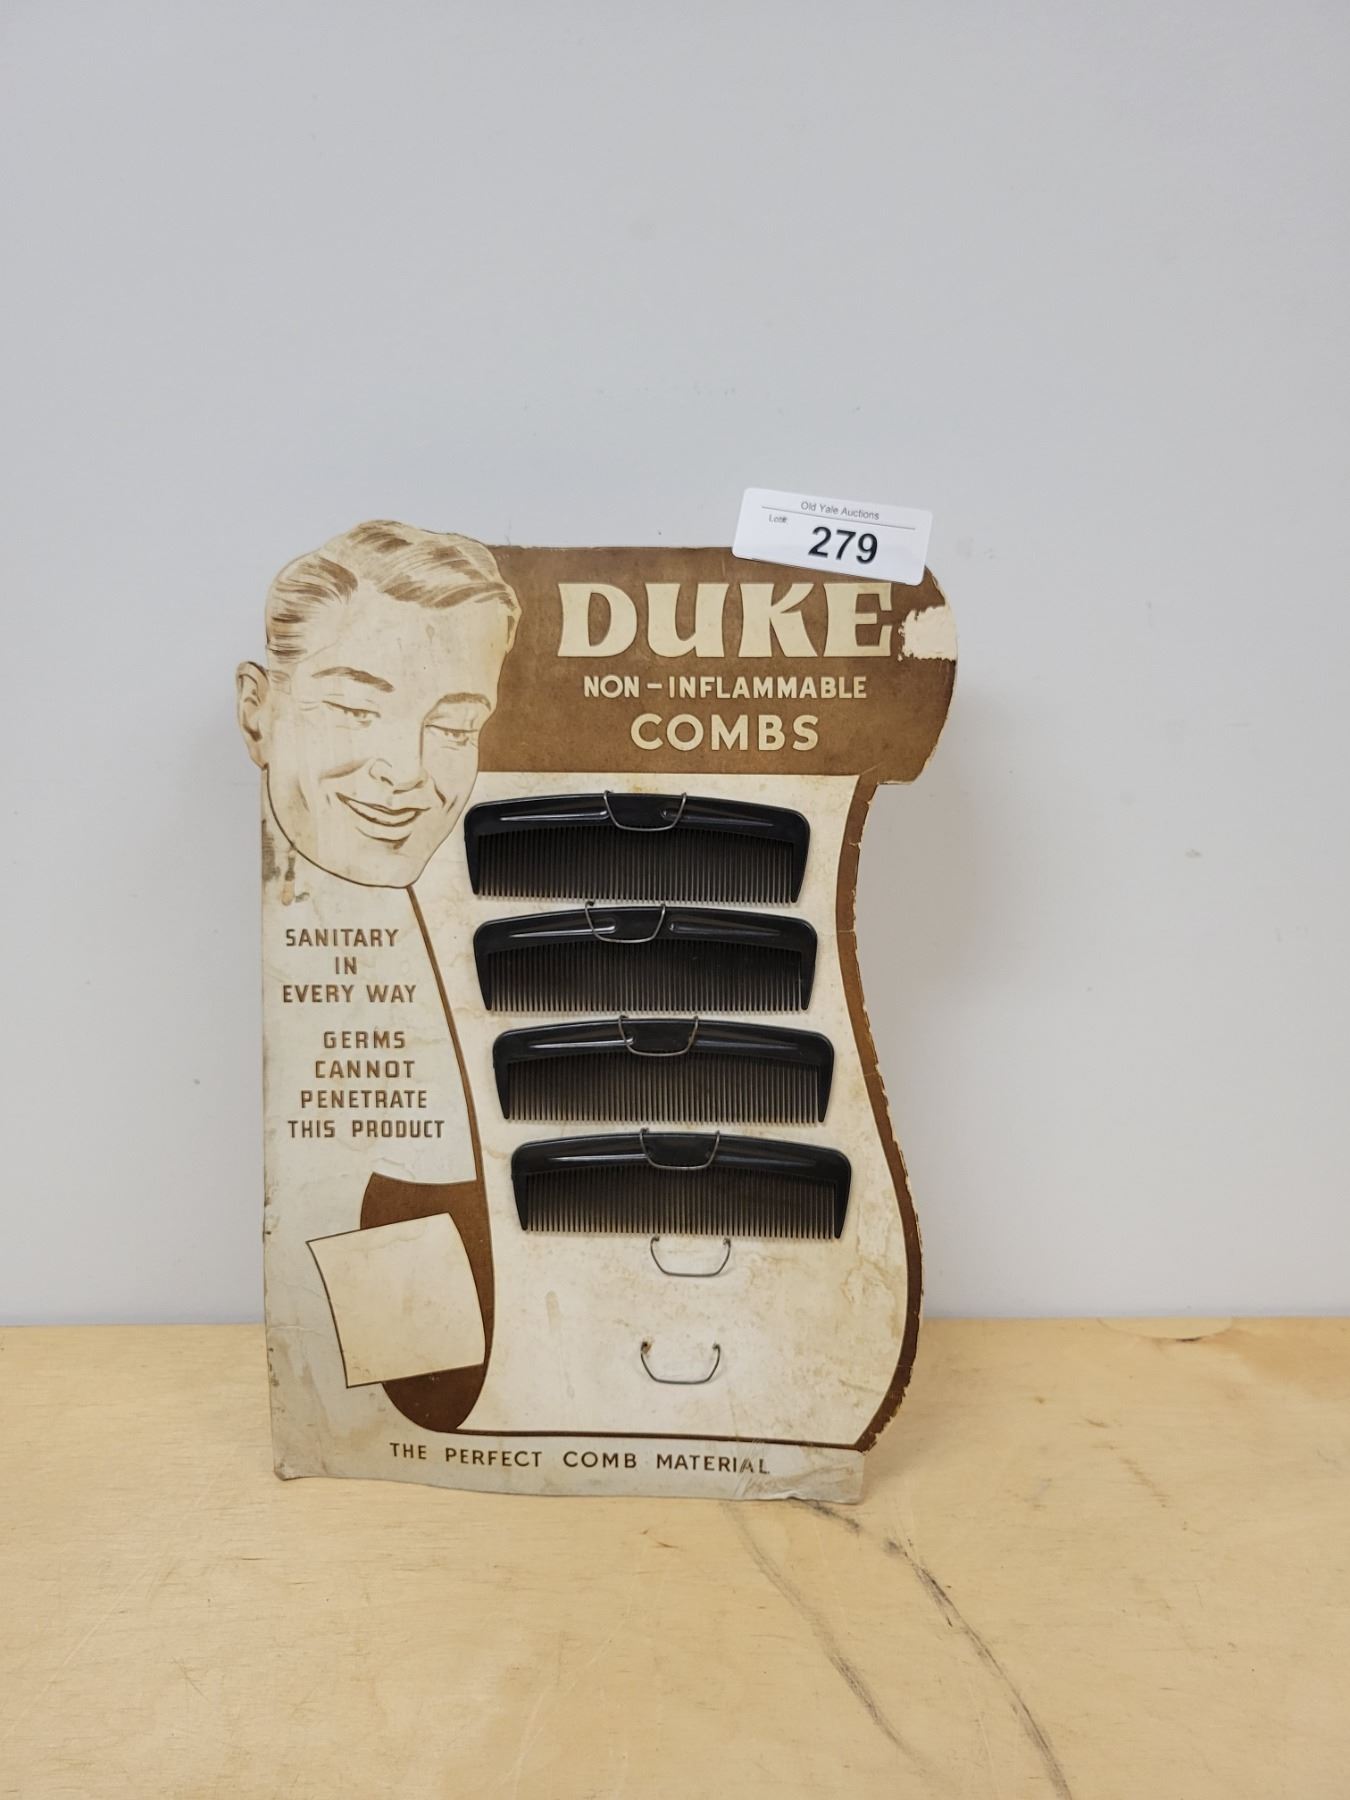 Old Yale Auctions
Lot#:
279
DUKE
NON-INFLAMMABLE
COMBS
SANITARY
IN
EVERY WAY
GERMS
CANNOT
PENETRATE
THIS PRODUCT
THE PERFECT COMB MATERIAL